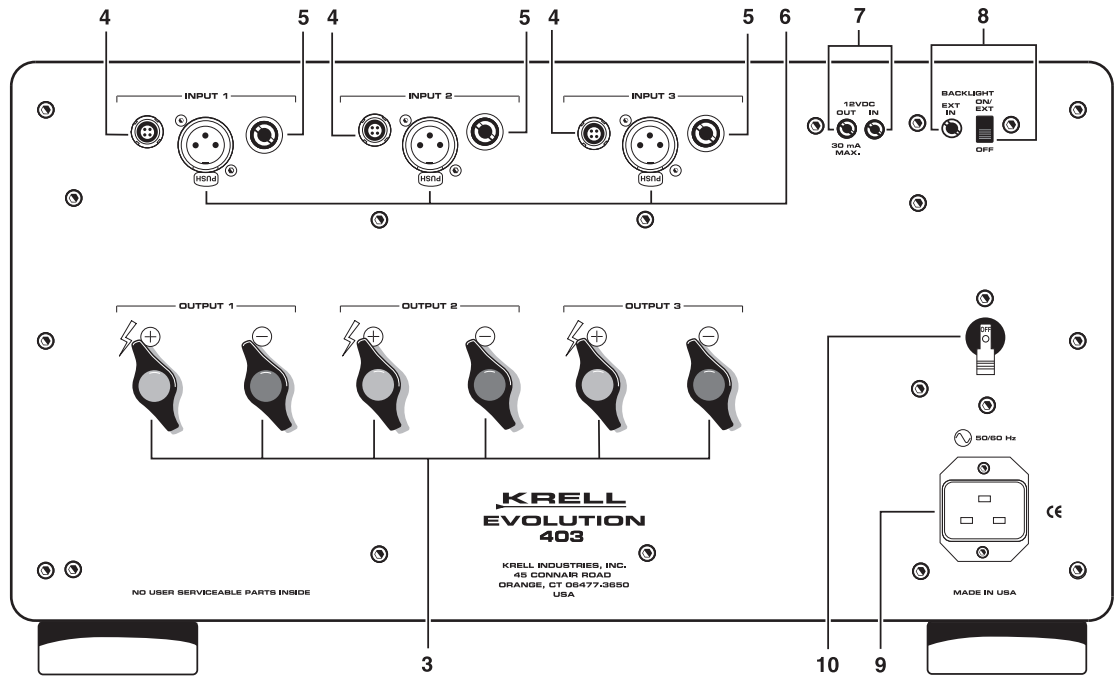 4 5 4 5 4 5 6 7 8
INPUT 1 INPUT 2 INPUT 3
BACKLIGHT
12VDC
OUT IN
EXT IN
ON/ EXT
30 mA
MAX.
OFF
PUSH PUSH PUSH
OUTPUT 1 OUTPUT 2 OUTPUT 3
+ − + − + −
OFF
50/60 Hz
KRELL
EVOLUTION
403
CE
KRELL INDUSTRIES, INC.
45 CONNAIR ROAD
ORANGE, CT 06477-3650
USA
NO USER SERVICEABLE PARTS INSIDE
MADE IN USA
3 10 9